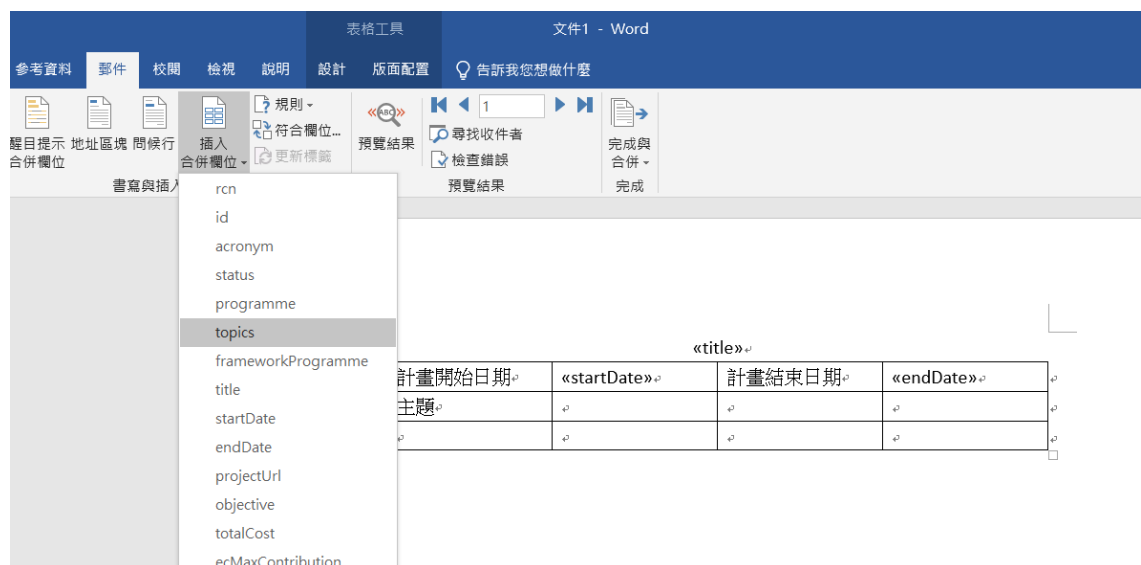 表格工具 文件1 - Word
參考資料 郵件 校閱 檢視 說明 設計 版面配置 告訴我您想做什麼
醒目提示
合併欄位
地址區塊
問候行
插入
合併欄位
規則
符合欄位...
更新標籤
«ABC»
預覽結果
1
尋找收件者
檢查錯誤
完成與
合併
書寫與插入
預覽結果
完成
rcn
id
acronym
status
programme
topics
frameworkProgramme
title
startDate
endDate
projectUrl
objective
totalCost
ecMaxContribution
«title»
計畫開始日期 «startDate» 計畫結束日期 «endDate»
主題